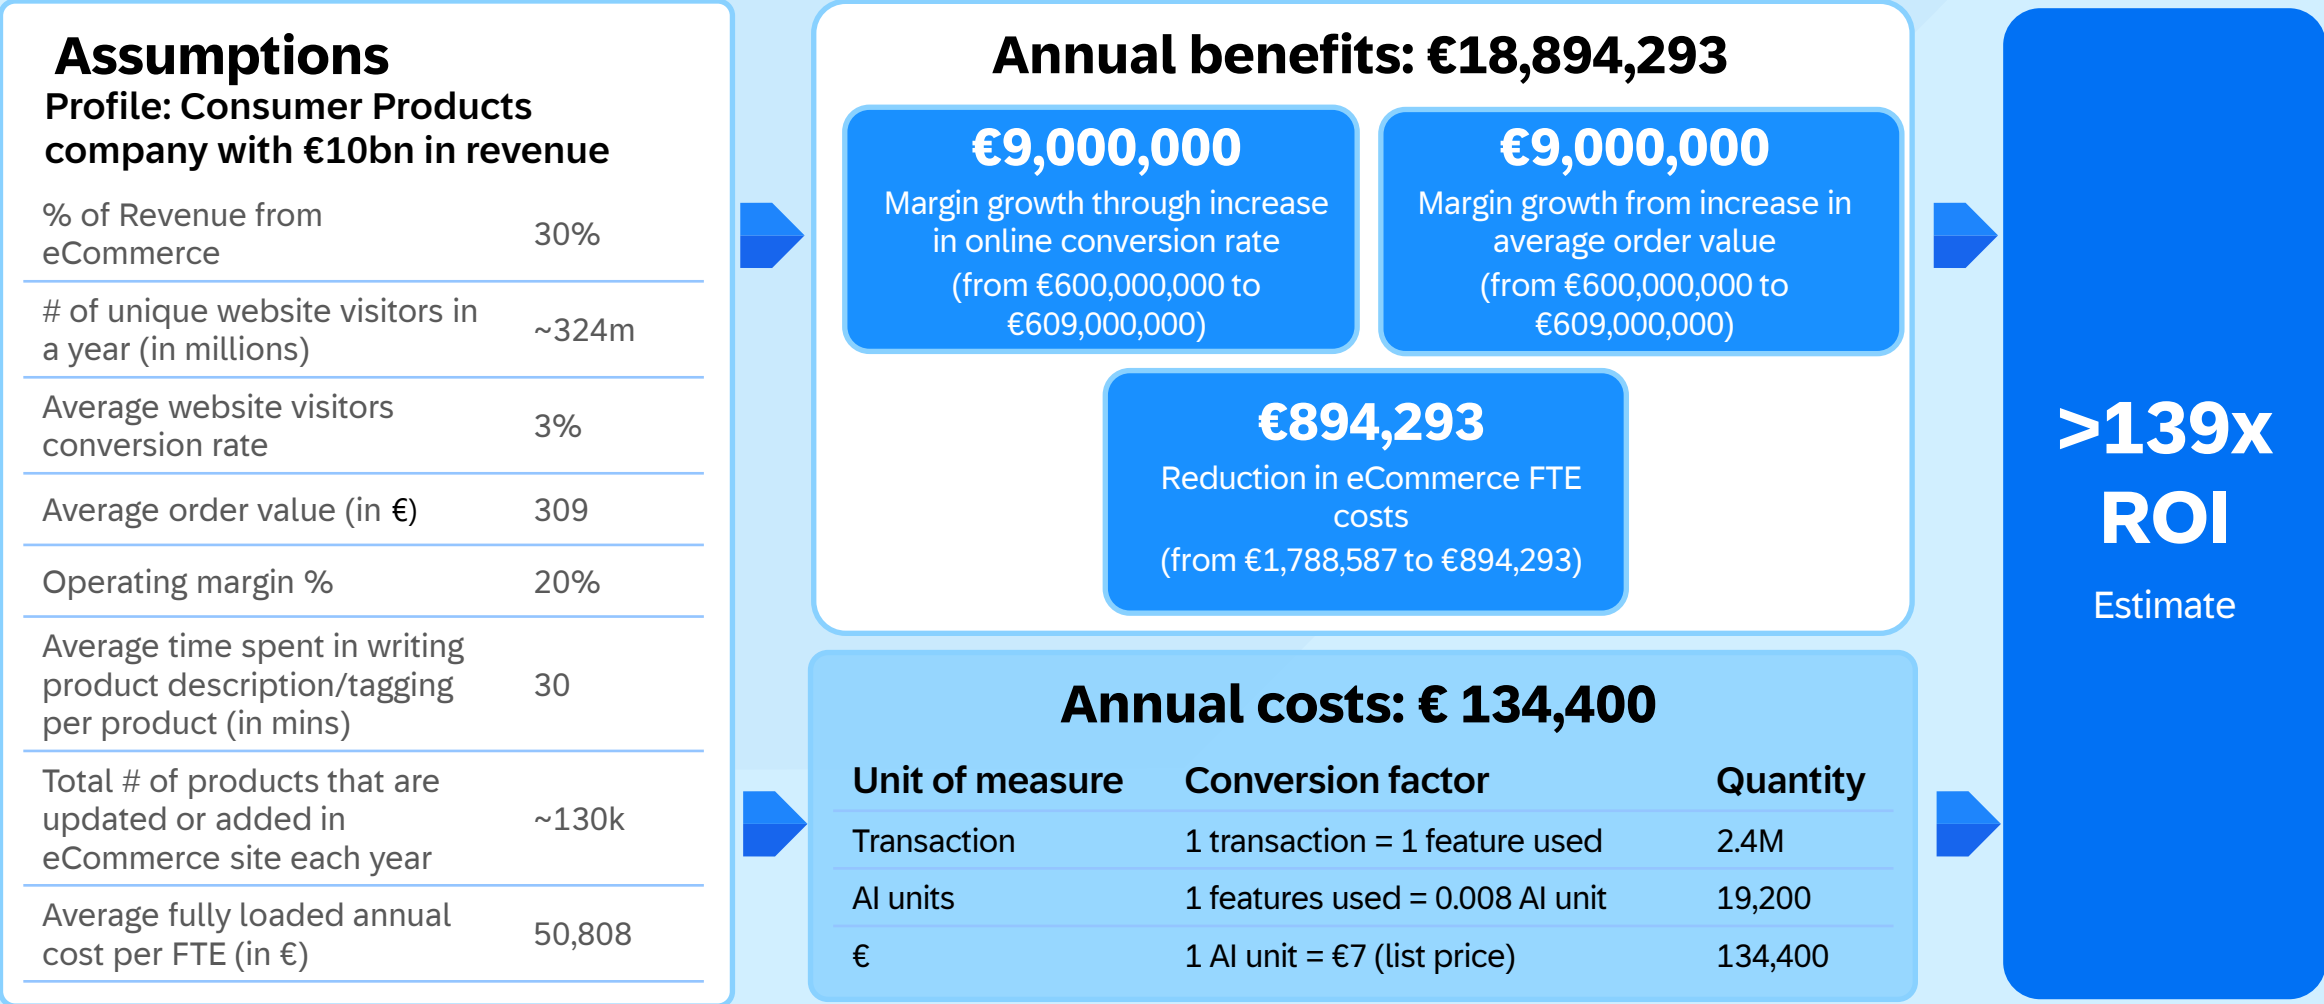 Assumptions
Profile: Consumer Products
company with €10bn in revenue
% of Revenue from
eCommerce
30%
# of unique website visitors in
a year (in millions)
~324m
Average website visitors
conversion rate
3%
Average order value (in €)
309
Operating margin %
20%
Average time spent in writing
product description/tagging
per product (in mins)
30
Total # of products that are
updated or added in
eCommerce site each year
~130k
Average fully loaded annual
cost per FTE (in €)
50,808
Annual benefits: €18,894,293
€9,000,000
Margin growth through increase
in online conversion rate
(from €600,000,000 to
€609,000,000)
€9,000,000
Margin growth from increase in
average order value
(from €600,000,000 to
€609,000,000)
€894,293
Reduction in eCommerce FTE
costs
(from €1,788,587 to €894,293)
Annual costs: € 134,400
Unit of measure Conversion factor Quantity
Transaction 1 transaction = 1 feature used 2.4M
AI units 1 features used = 0.008 AI unit 19,200
€ 1 AI unit = €7 (list price) 134,400
>139x
ROI
Estimate